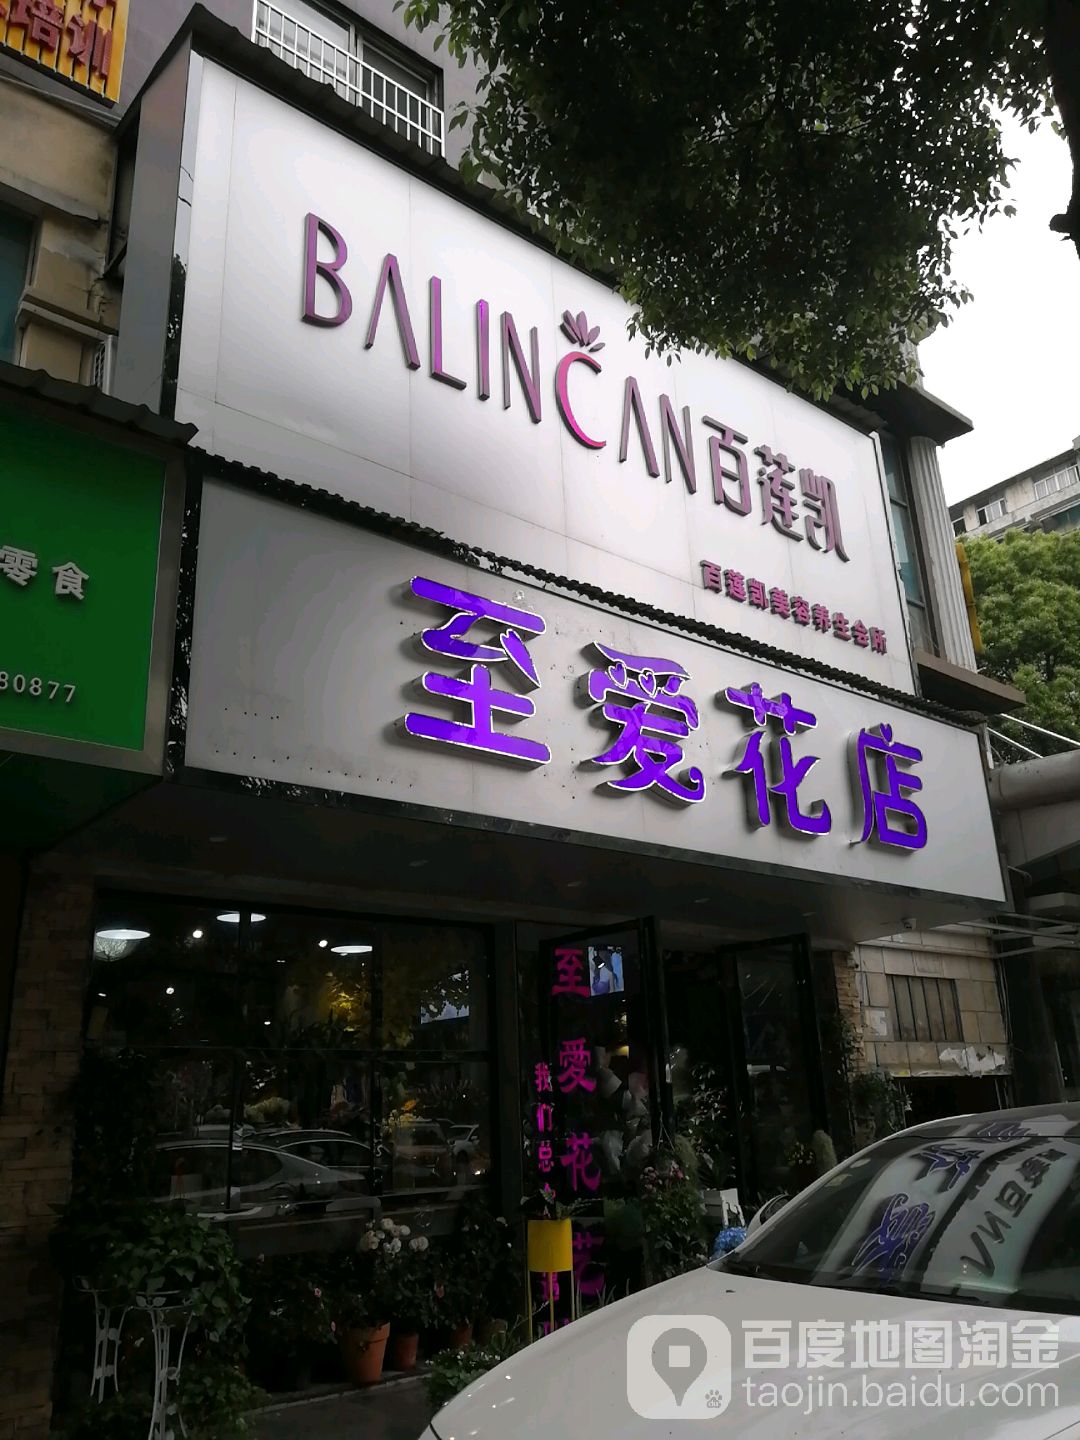 培训
BALINCAN百莲凯
百莲凯美容养生会所
至爱花店
零食
80877
至爱花艺
我们总
百度地图淘金
taojin.baidu.com